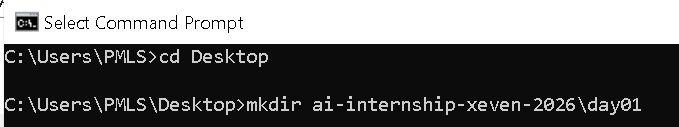 Select Command Prompt
C:\Users\PMLS>cd Desktop
C:\Users\PMLS\Desktop>mkdir ai-internship-xeven-2026\day01